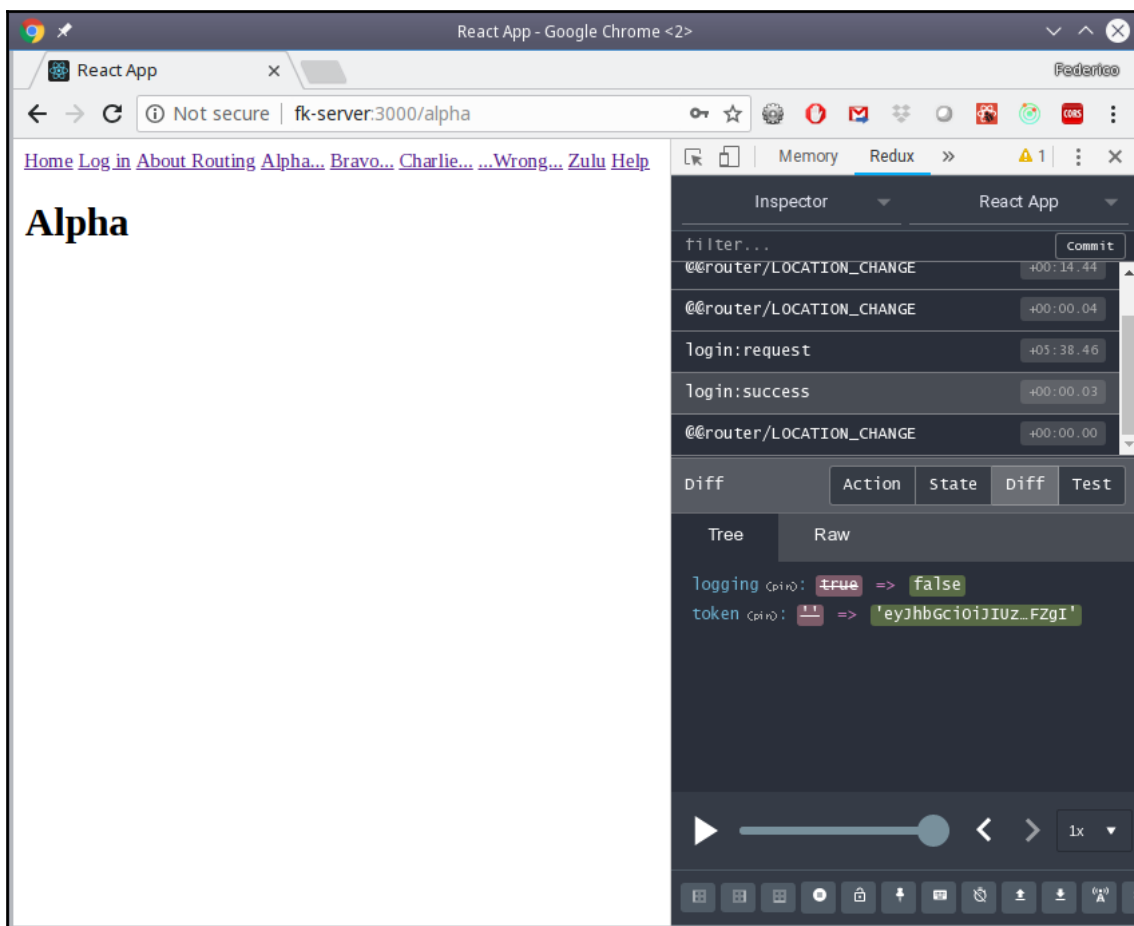 React App - Google Chrome <2>
React App
Federico
Not secure | fk-server:3000/alpha
CORS
Home Log in About Routing Alpha... Bravo... Charlie... ...Wrong... Zulu Help
Alpha
Memory Redux » 1
Inspector React App
filter... Commit
@@router/LOCATION_CHANGE +00:14.44
@@router/LOCATION_CHANGE +00:00.04
login:request +05:38.46
login:success +00:00.03
@@router/LOCATION_CHANGE +00:00.00
Diff Action State Diff Test
Tree Raw
logging (pin): true => false
token (pin): '' => 'eyJhbGciOiJIUz…FZgI'
1x